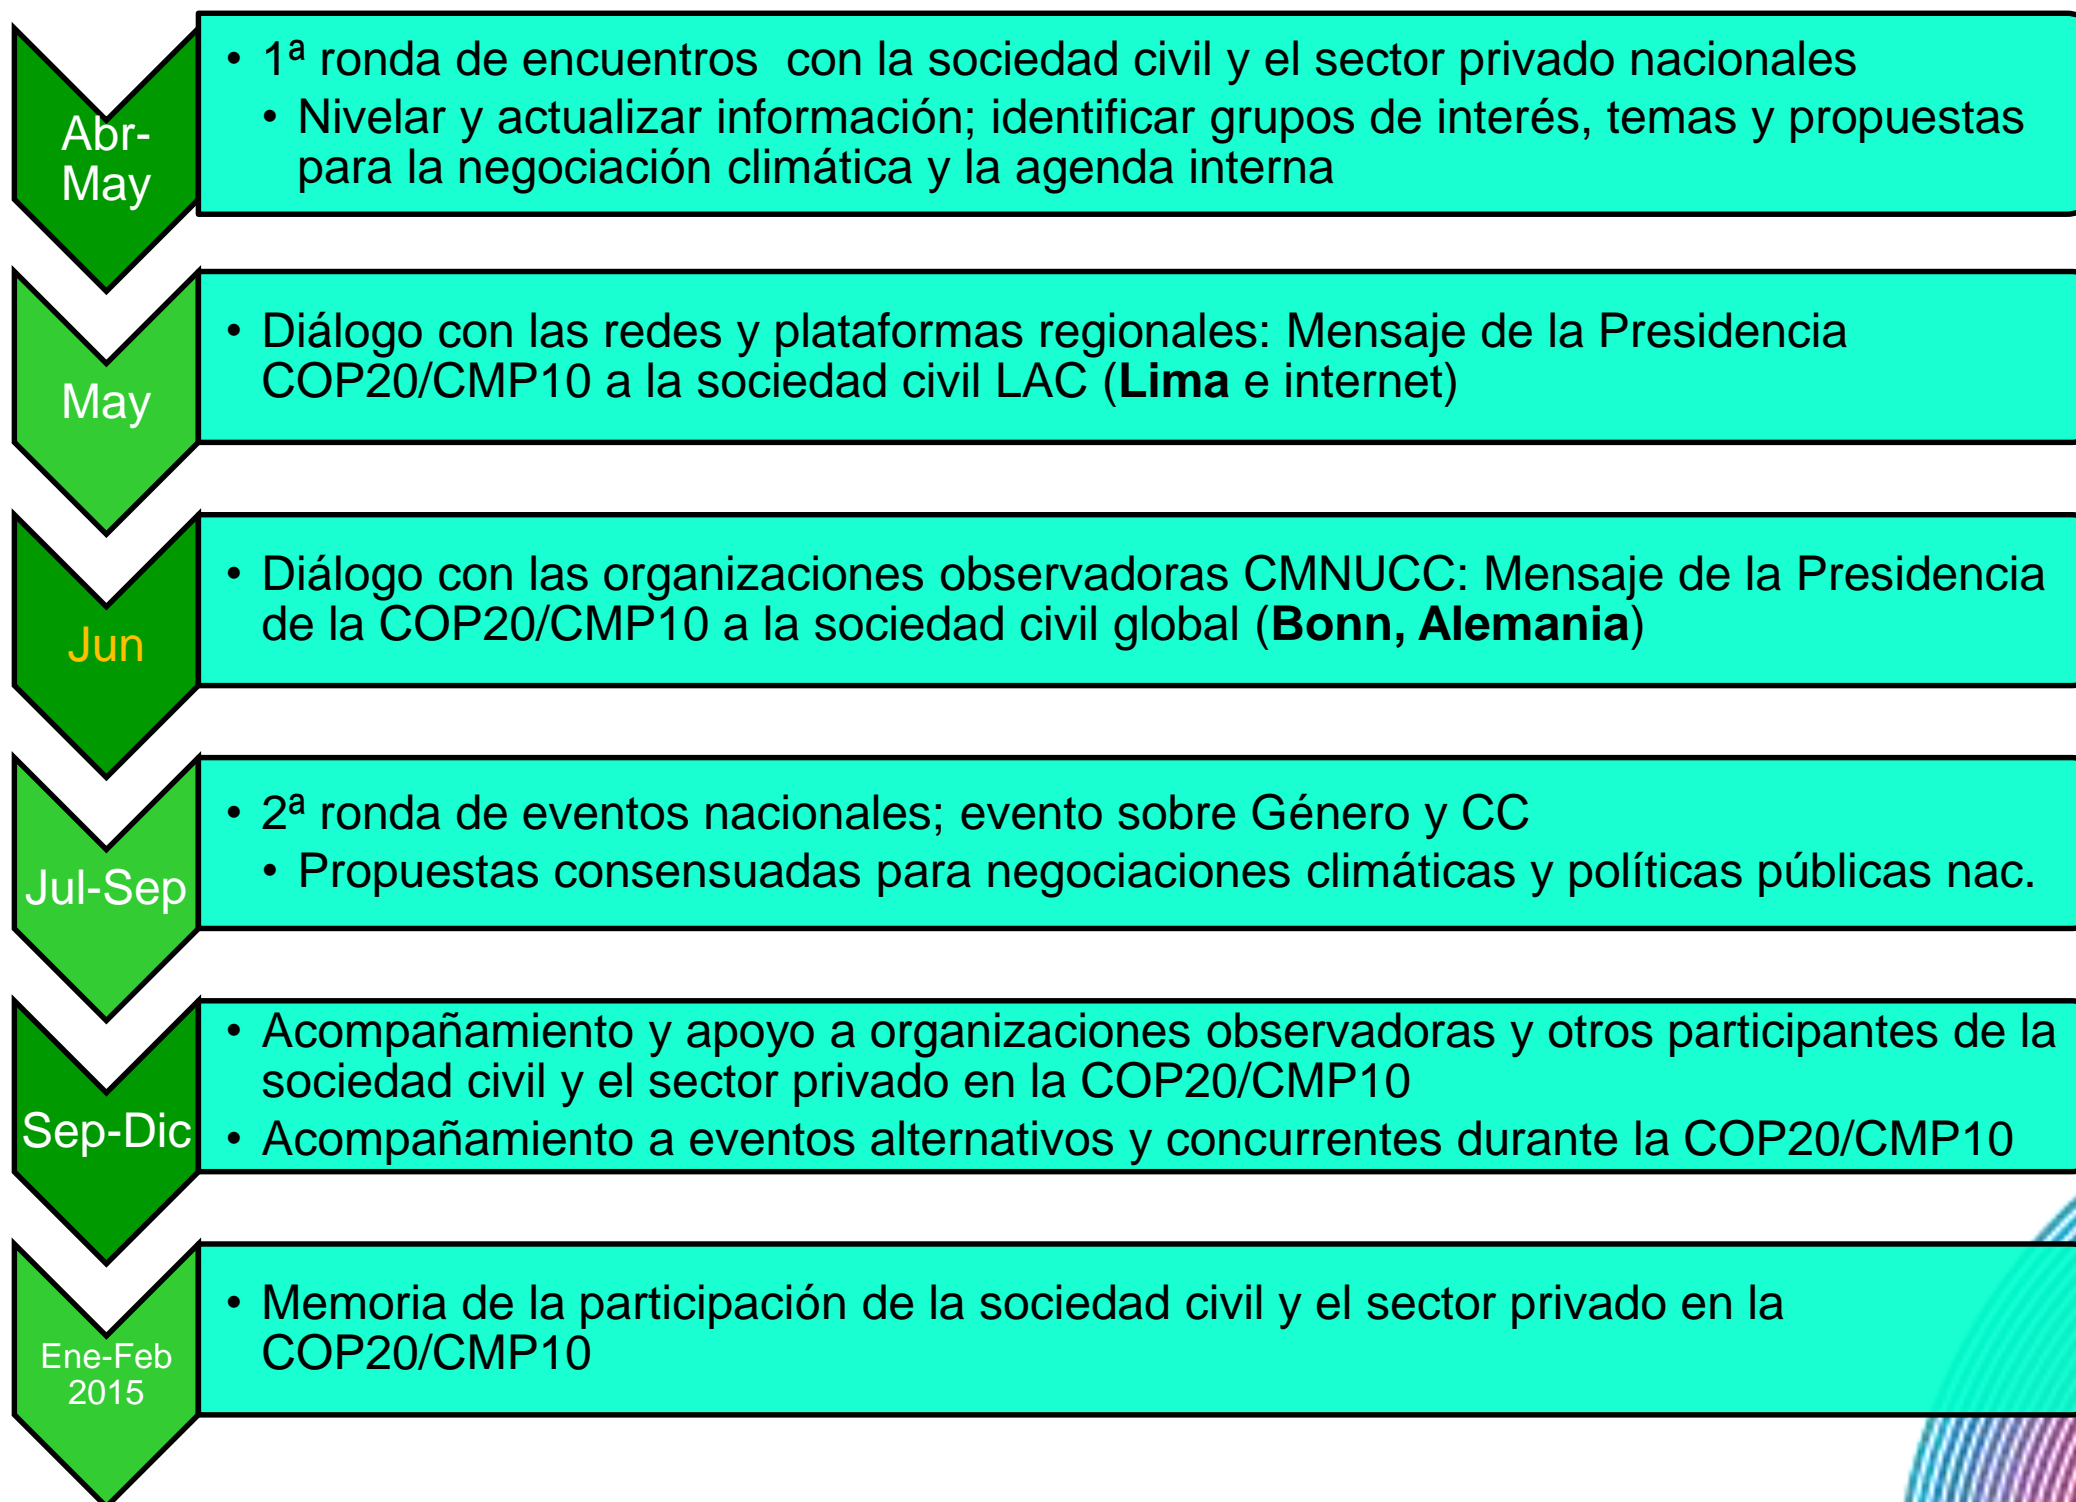 Abr-
May
• 1ª ronda de encuentros  con la sociedad civil y el sector privado nacionales
• Nivelar y actualizar información; identificar grupos de interés, temas y propuestas
para la negociación climática y la agenda interna
May
• Diálogo con las redes y plataformas regionales: Mensaje de la Presidencia
COP20/CMP10 a la sociedad civil LAC (Lima e internet)
Jun
• Diálogo con las organizaciones observadoras CMNUCC: Mensaje de la Presidencia
de la COP20/CMP10 a la sociedad civil global (Bonn, Alemania)
Jul-Sep
• 2ª ronda de eventos nacionales; evento sobre Género y CC
• Propuestas consensuadas para negociaciones climáticas y políticas públicas nac.
Sep-Dic
• Acompañamiento y apoyo a organizaciones observadoras y otros participantes de la
sociedad civil y el sector privado en la COP20/CMP10
• Acompañamiento a eventos alternativos y concurrentes durante la COP20/CMP10
Ene-Feb
2015
• Memoria de la participación de la sociedad civil y el sector privado en la
COP20/CMP10